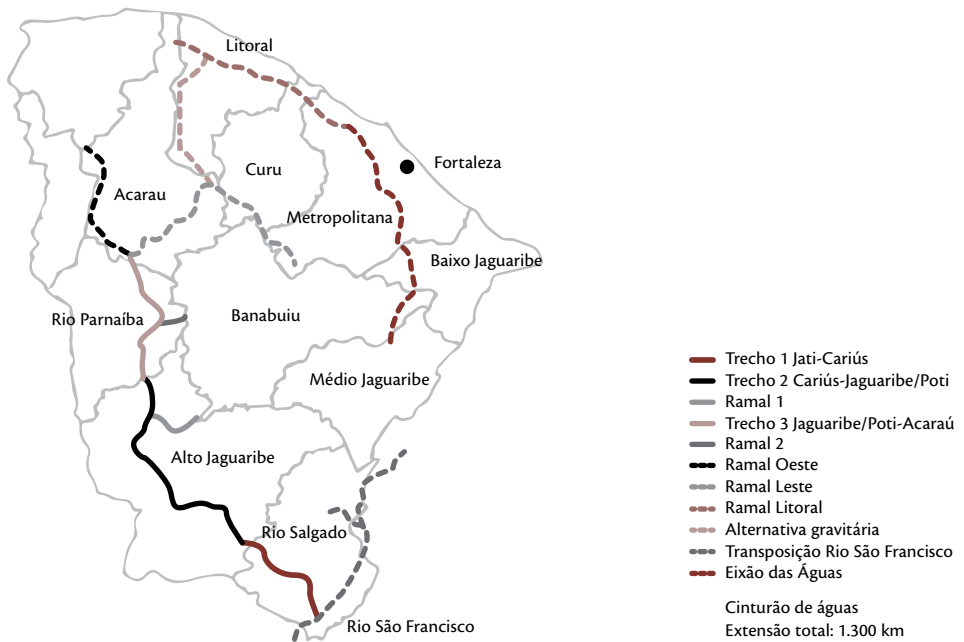 Litoral
Fortaleza
Curu
Acarau
Metropolitana
Baixo Jaguaribe
Rio Parnaíba
Banabuiu
Médio Jaguaribe
Alto Jaguaribe
Rio Salgado
Rio São Francisco
Trecho 1 Jati-Cariús
Trecho 2 Cariús-Jaguaribe/Poti
Ramal 1
Trecho 3 Jaguaribe/Poti-Acaraú
Ramal 2
Ramal Oeste
Ramal Leste
Ramal Litoral
Alternativa gravitária
Transposição Rio São Francisco
Eixão das Águas
Cinturão de águas
Extensão total: 1.300 km